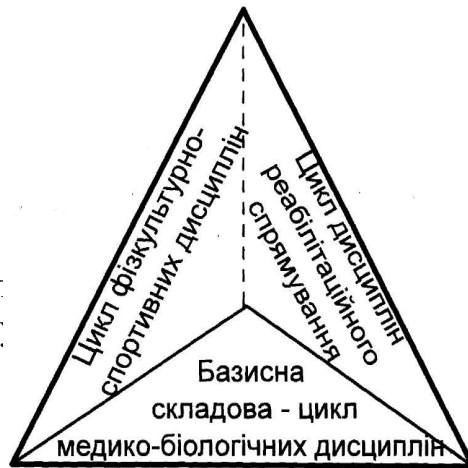 Цикл фізкультурно-
спортивних дисциплін
Цикл дисциплін
реабілітаційного
спрямування
Базисна
складова - цикл
медико-біологічних дисциплін